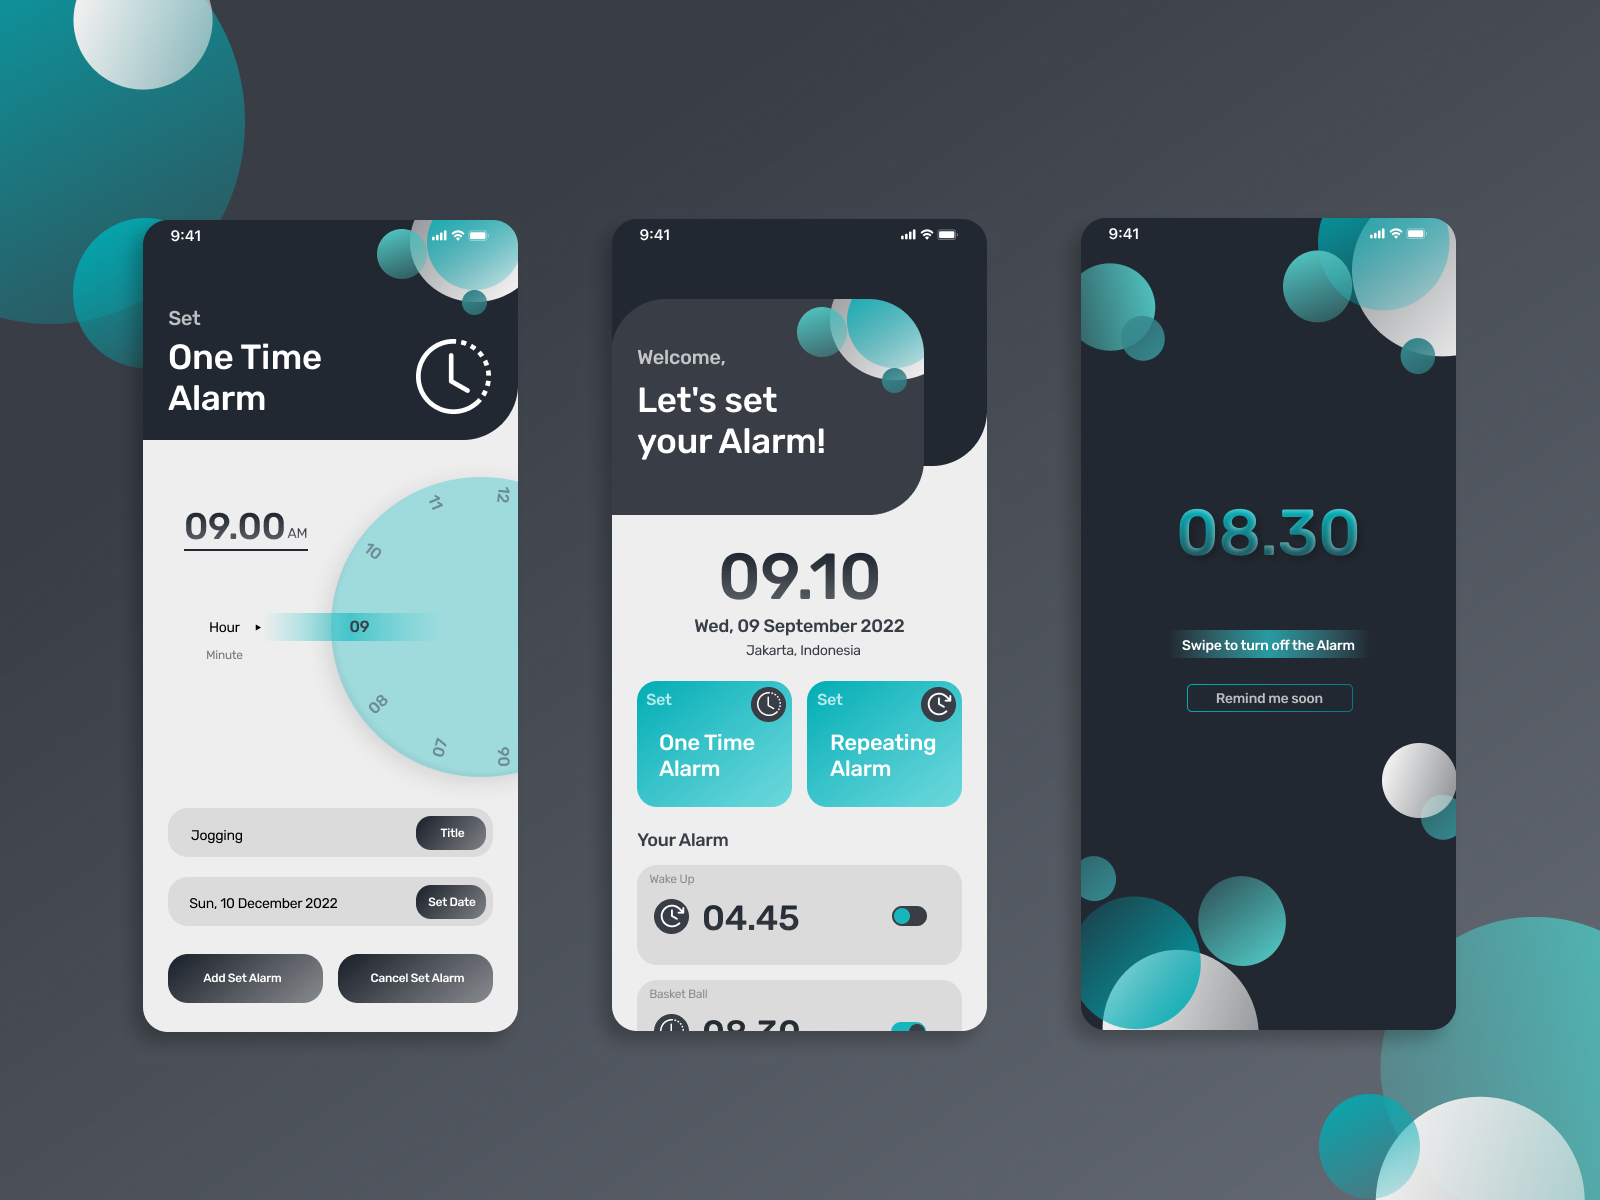 9:41
Set
One Time
Alarm
09.00 AM
12
11
10
Hour
09
Minute
08
07
06
Jogging
Title
Sun, 10 December 2022
Set Date
Add Set Alarm
Cancel Set Alarm
9:41
Welcome,
Let's set
your Alarm!
09.10
Wed, 09 September 2022
Jakarta, Indonesia
Set
One Time
Alarm
Set
Repeating
Alarm
Your Alarm
Wake Up
04.45
Basket Ball
08.30
9:41
08.30
Swipe to turn off the Alarm
Remind me soon